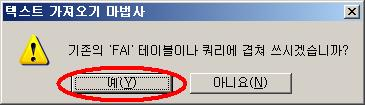 텍스트 가져오기 마법사
기존의 'FAI' 테이블이나 쿼리에 겹쳐 쓰시겠습니까?
예(Y)
아니요(N)